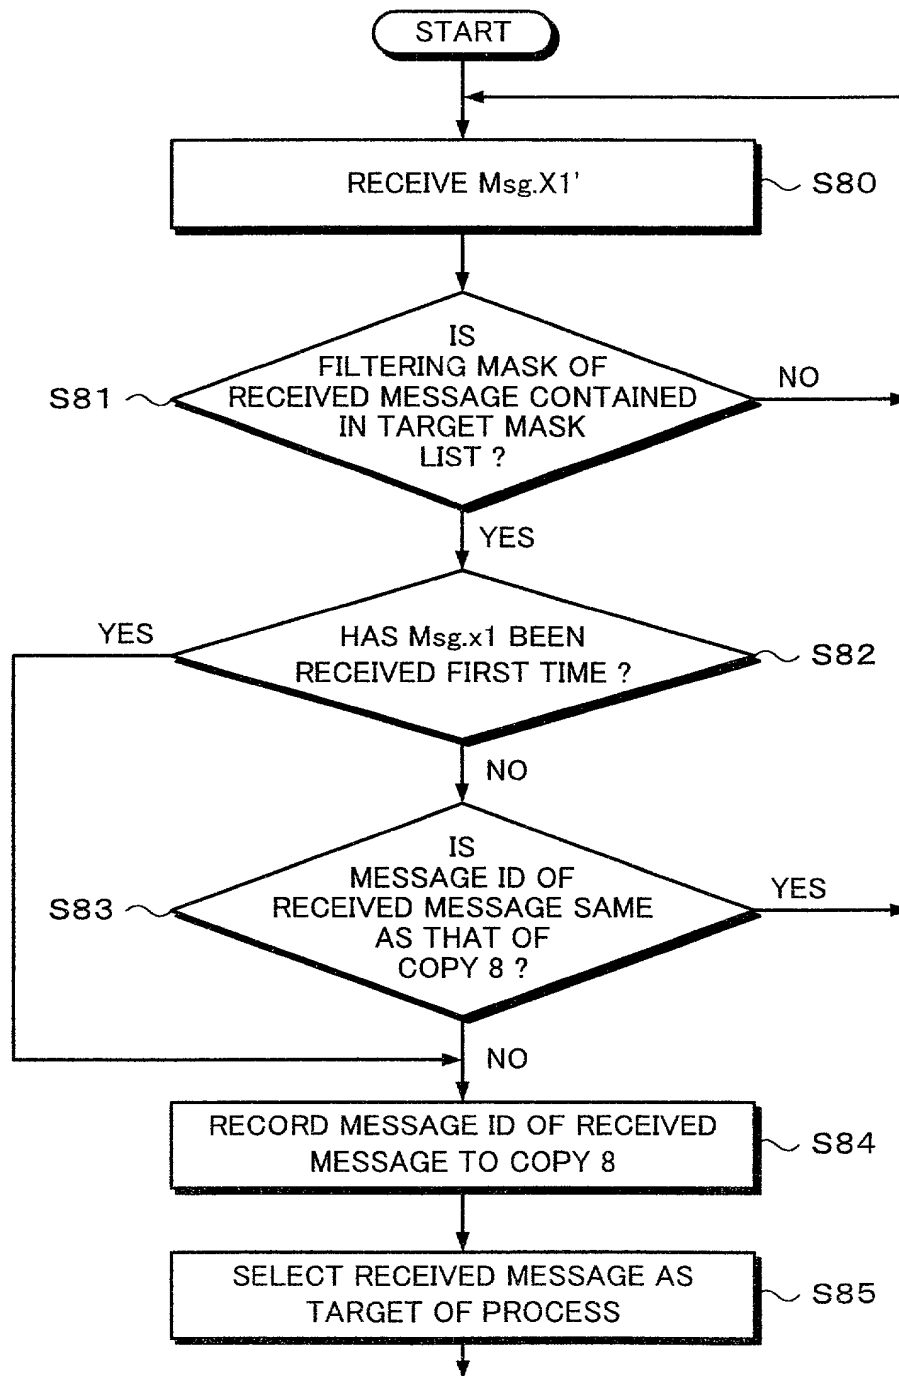 START
RECEIVE Msg.X1'
S80
IS
FILTERING MASK OF
RECEIVED MESSAGE CONTAINED
IN TARGET MASK
LIST ?
S81
NO
YES
HAS Msg.x1 BEEN
RECEIVED FIRST TIME ?
YES
S82
NO
IS
MESSAGE ID OF
RECEIVED MESSAGE SAME
AS THAT OF
COPY 8 ?
S83
YES
NO
RECORD MESSAGE ID OF RECEIVED
MESSAGE TO COPY 8
S84
SELECT RECEIVED MESSAGE AS
TARGET OF PROCESS
S85